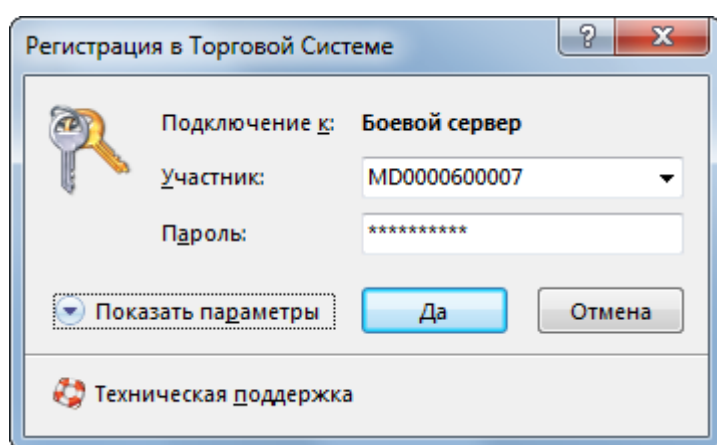 Регистрация в Торговой Системе
Подключение к: Боевой сервер
Участник: MD0000600007
Пароль: **********
Показать параметры Да Отмена
Техническая поддержка